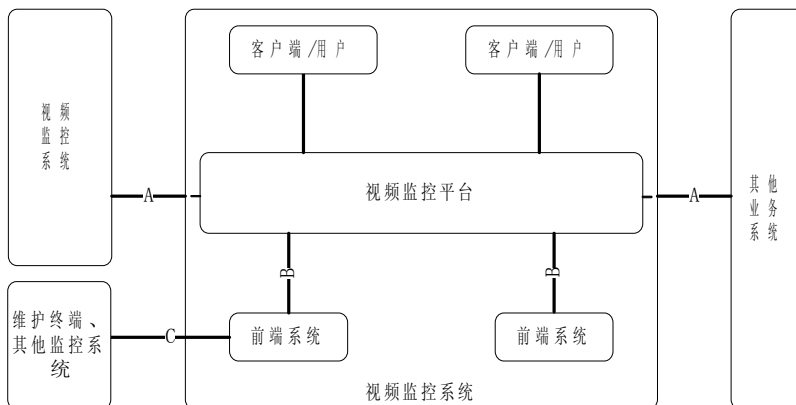 客户端/用户
客户端/用户
视 频
监 控
系 统
视频监控平台
A
A
其 他
业 务
系 统
B
B
维护终端、
其他监控系
统
C
前端系统
前端系统
视频监控系统